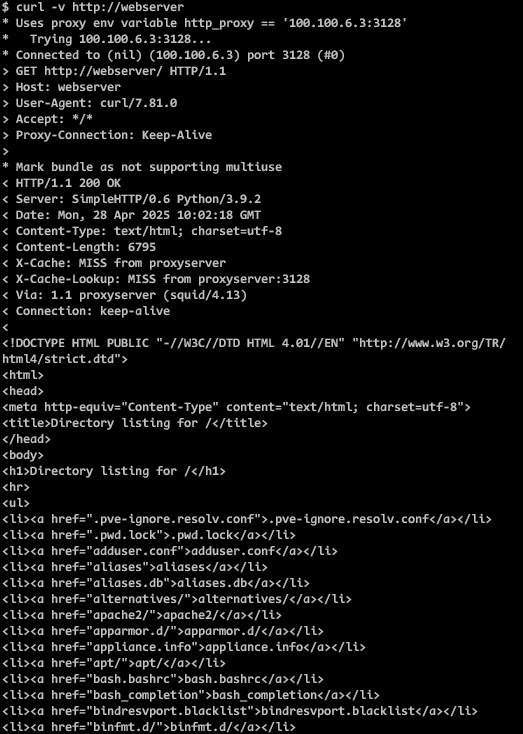 $ curl -v http://webserver
* Uses proxy env variable http_proxy == '100.100.6.3:3128'
*   Trying 100.100.6.3:3128...
* Connected to (nil) (100.100.6.3) port 3128 (#0)
> GET http://webserver/ HTTP/1.1
> Host: webserver
> User-Agent: curl/7.81.0
> Accept: */*
> Proxy-Connection: Keep-Alive
>
* Mark bundle as not supporting multiuse
< HTTP/1.1 200 OK
< Server: SimpleHTTP/0.6 Python/3.9.2
< Date: Mon, 28 Apr 2025 10:02:18 GMT
< Content-Type: text/html; charset=utf-8
< Content-Length: 6795
< X-Cache: MISS from proxyserver
< X-Cache-Lookup: MISS from proxyserver:3128
< Via: 1.1 proxyserver (squid/4.13)
< Connection: keep-alive
<
<!DOCTYPE HTML PUBLIC "-//W3C//DTD HTML 4.01//EN" "http://www.w3.org/TR/
html4/strict.dtd">
<html>
<head>
<meta http-equiv="Content-Type" content="text/html; charset=utf-8">
<title>Directory listing for /</title>
</head>
<body>
<h1>Directory listing for /</h1>
<hr>
<ul>
<li><a href=".pve-ignore.resolv.conf">.pve-ignore.resolv.conf</a></li>
<li><a href=".pwd.lock">.pwd.lock</a></li>
<li><a href="adduser.conf">adduser.conf</a></li>
<li><a href="aliases">aliases</a></li>
<li><a href="aliases.db">aliases.db</a></li>
<li><a href="alternatives/">alternatives/</a></li>
<li><a href="apache2/">apache2/</a></li>
<li><a href="apparmor.d/">apparmor.d/</a></li>
<li><a href="appliance.info">appliance.info</a></li>
<li><a href="apt/">apt/</a></li>
<li><a href="bash.bashrc">bash.bashrc</a></li>
<li><a href="bash_completion">bash_completion</a></li>
<li><a href="bindresvport.blacklist">bindresvport.blacklist</a></li>
<li><a href="binfmt.d/">binfmt.d/</a></li>